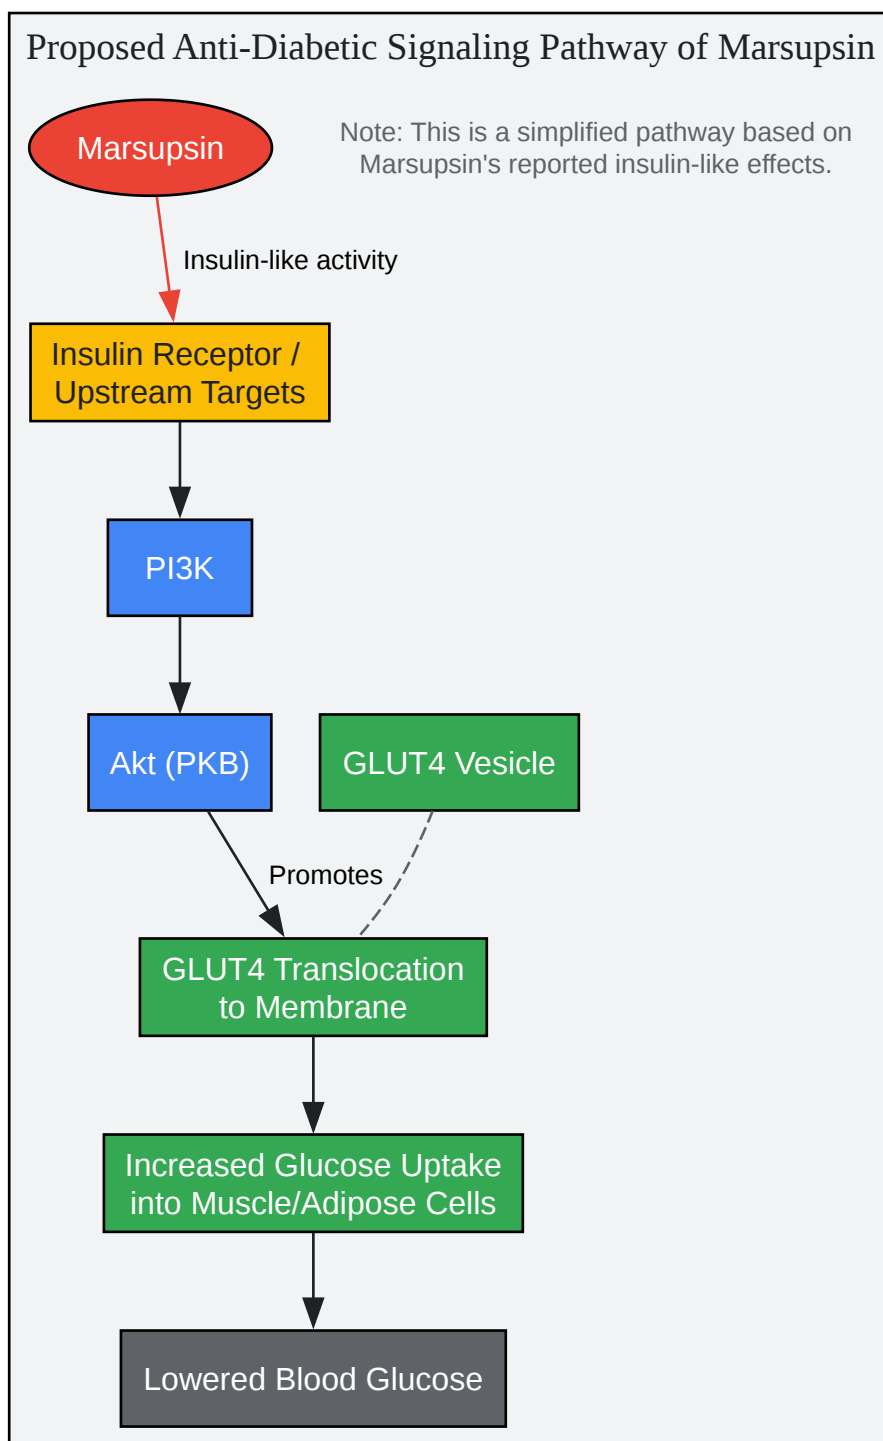 Proposed Anti-Diabetic Signaling Pathway of Marsupsin
Marsupsin
Note: This is a simplified pathway based on
Marsupsin's reported insulin-like effects.
Insulin-like activity
Insulin Receptor /
Upstream Targets
PI3K
Akt (PKB)
GLUT4 Vesicle
Promotes
GLUT4 Translocation
to Membrane
Increased Glucose Uptake
into Muscle/Adipose Cells
Lowered Blood Glucose